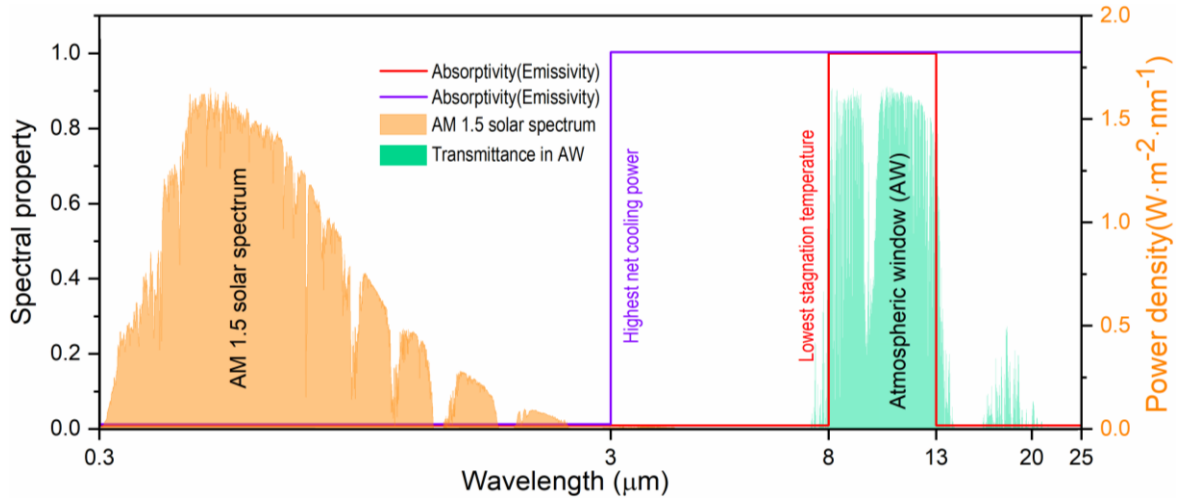 2.0
1.0
Absorptivity(Emissivity)
Absorptivity(Emissivity)
AM 1.5 solar spectrum
Transmittance in AW
0.8
1.5
0.6
1.0
0.4
0.5
0.2
0.0
0.0
Spectral property
AM 1.5 solar spectrum
Highest net cooling power
Lowest stagnation temperature
Atmospheric window (AW)
Power density(W·m⁻²·nm⁻¹)
0.3
3
8
13
20
25
Wavelength (μm)